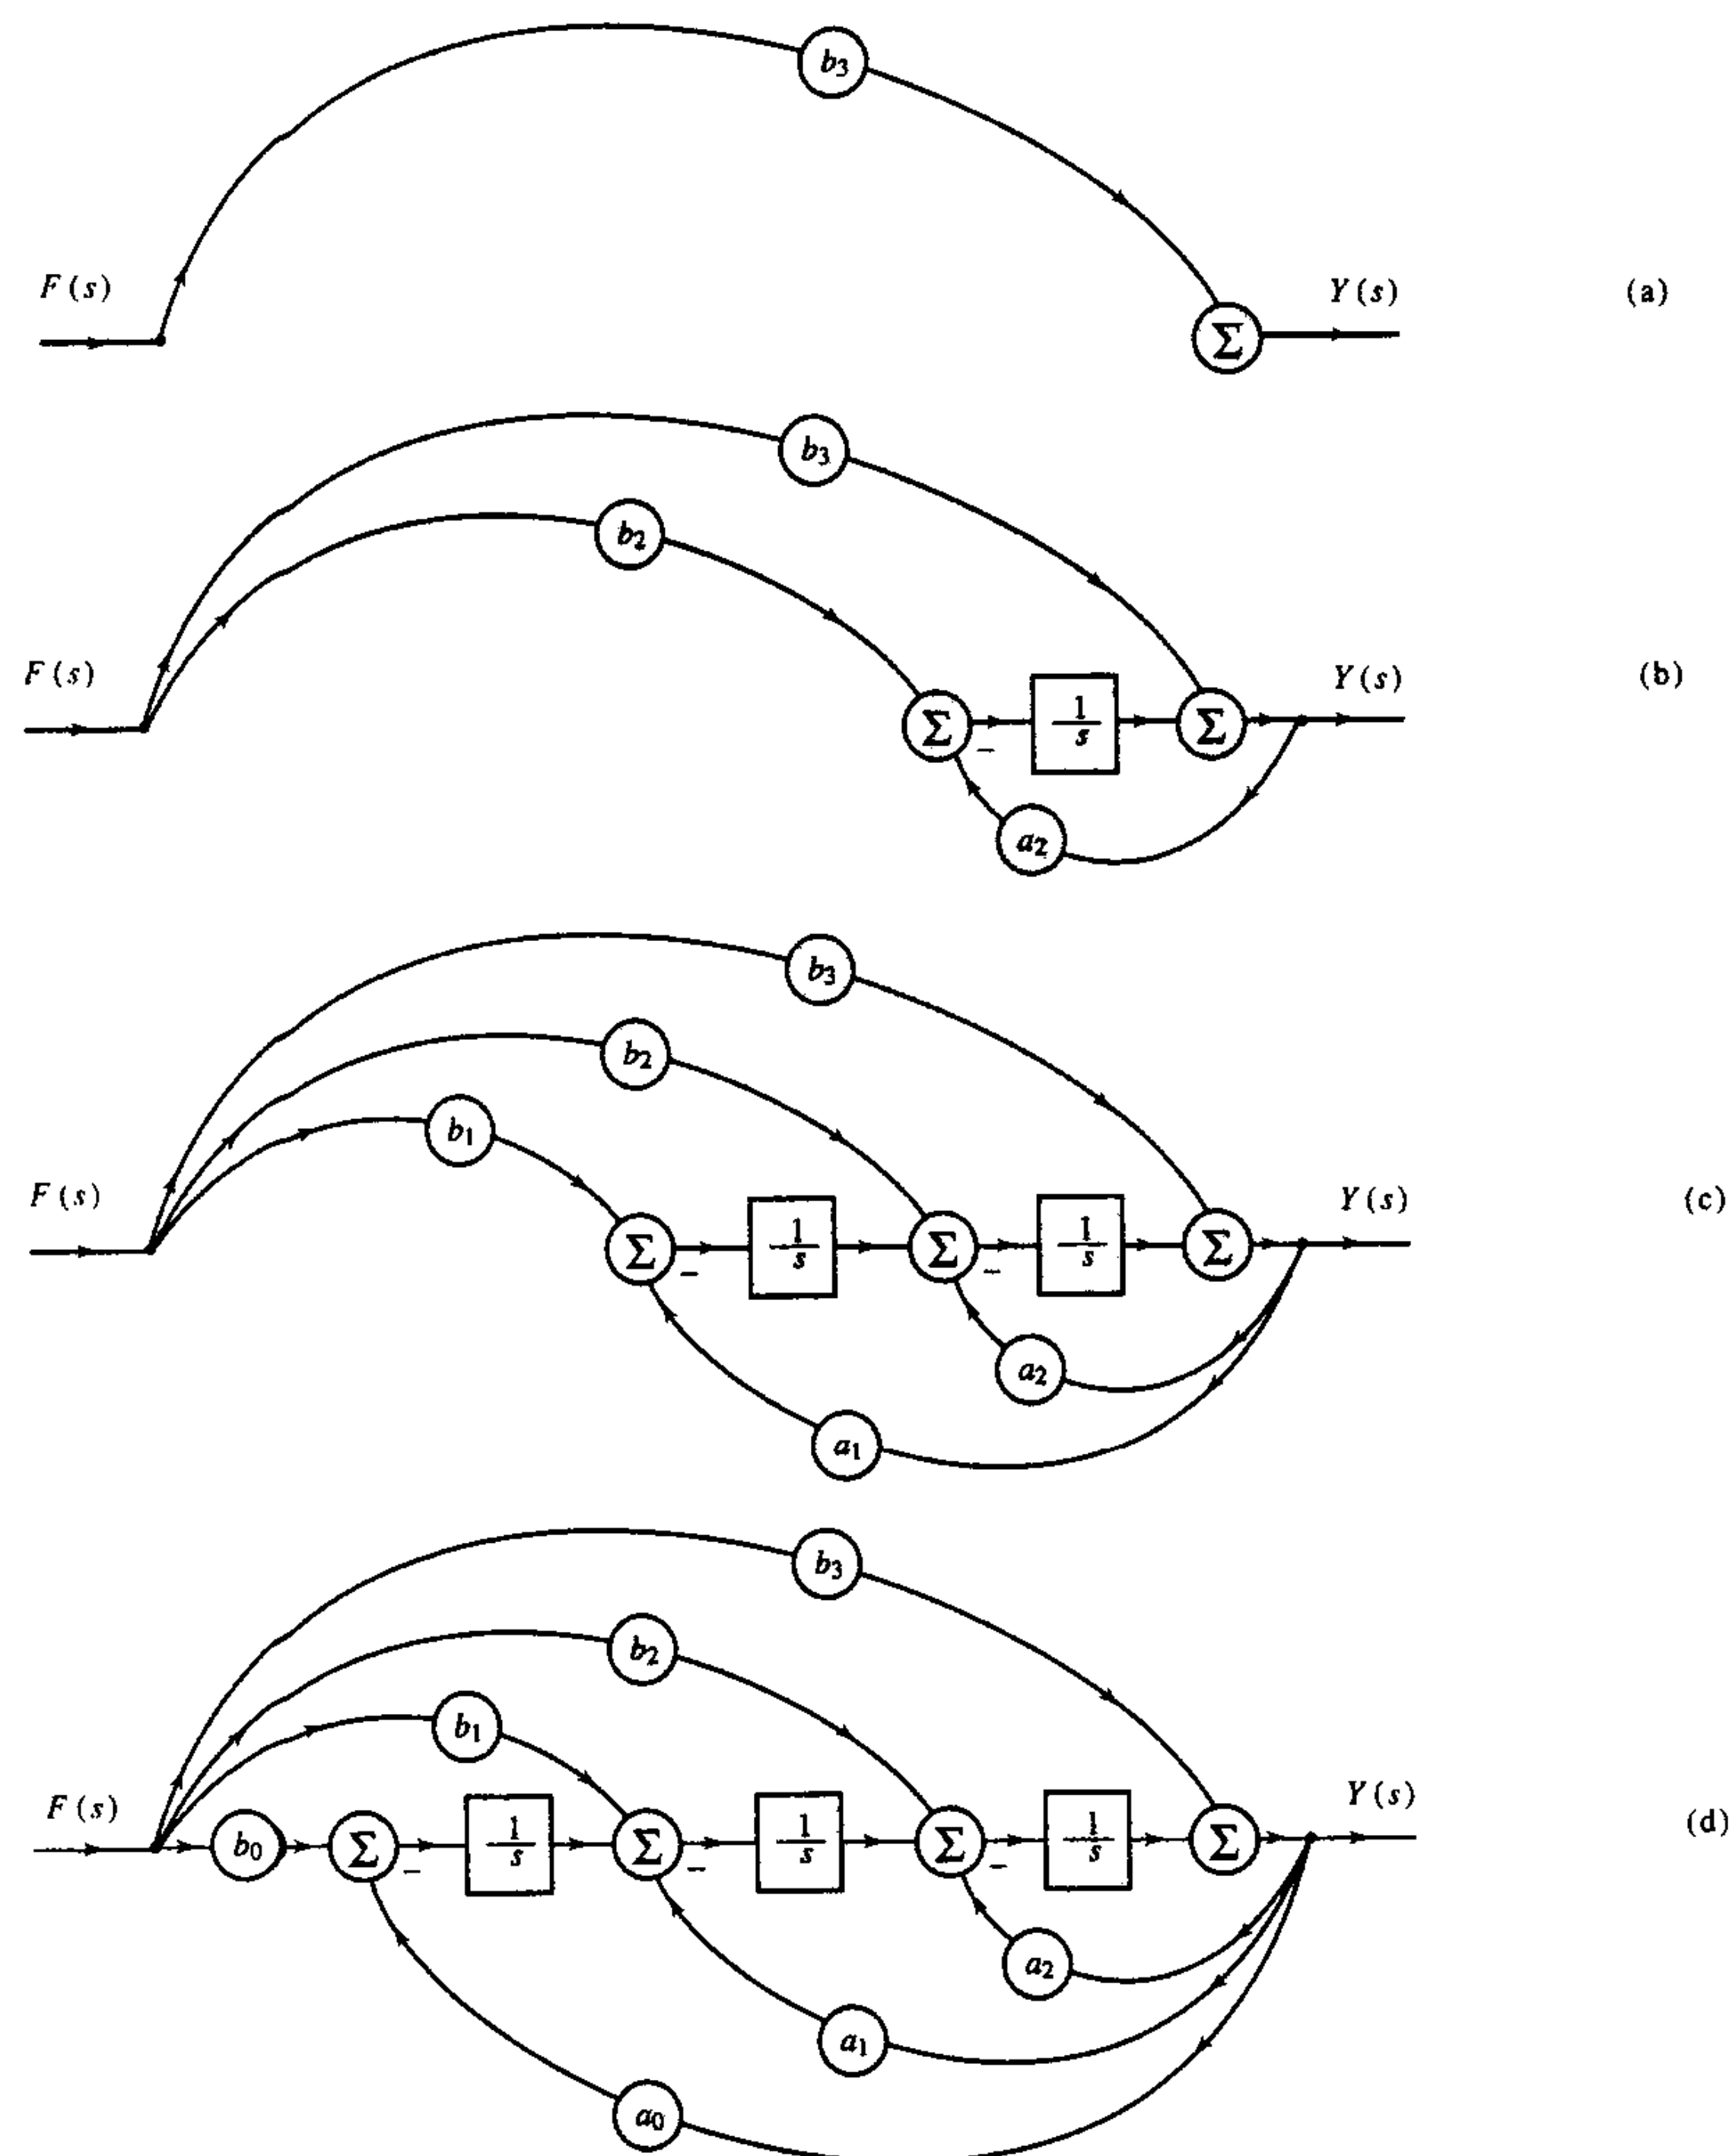 b₃
F(s) Y(s) (a)
Σ
b₃
b₂
F(s) Y(s) (b)
Σ − 1/s Σ
a₂
b₃
b₂
b₁
F(s) Y(s) (c)
Σ − 1/s Σ − 1/s Σ
a₂
a₁
b₃
b₂
b₁
F(s) Y(s) (d)
b₀ Σ − 1/s Σ − 1/s Σ − 1/s Σ
a₂
a₁
a₀